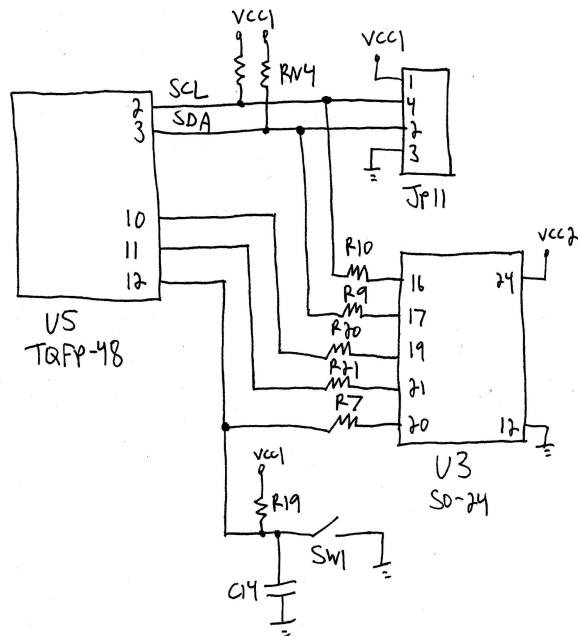 VCC1
RN4
VCC1
2 SCL
1
4
3 SDA
2
3
JP11
10
11
12
U5
TQFP-48
R10
16
24
VCC2
R9
17
R20
19
R21
21
R7
20
12
U3
SO-24
VCC1
R19
SW1
C14